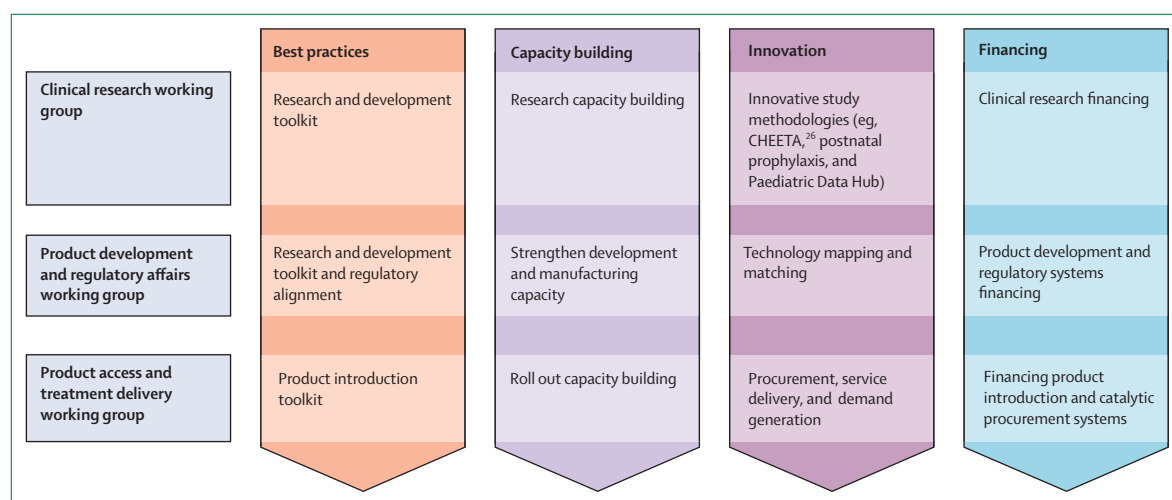 Best practices
Capacity building
Innovation
Financing
Clinical research working
group
Research and development
toolkit
Research capacity building
Innovative study
methodologies (eg,
CHEETA,²⁶ postnatal
prophylaxis, and
Paediatric Data Hub)
Clinical research financing
Product development
and regulatory affairs
working group
Research and development
toolkit and regulatory
alignment
Strengthen development
and manufacturing
capacity
Technology mapping and
matching
Product development and
regulatory systems
financing
Product access and
treatment delivery
working group
Product introduction
toolkit
Roll out capacity building
Procurement, service
delivery, and demand
generation
Financing product
introduction and catalytic
procurement systems